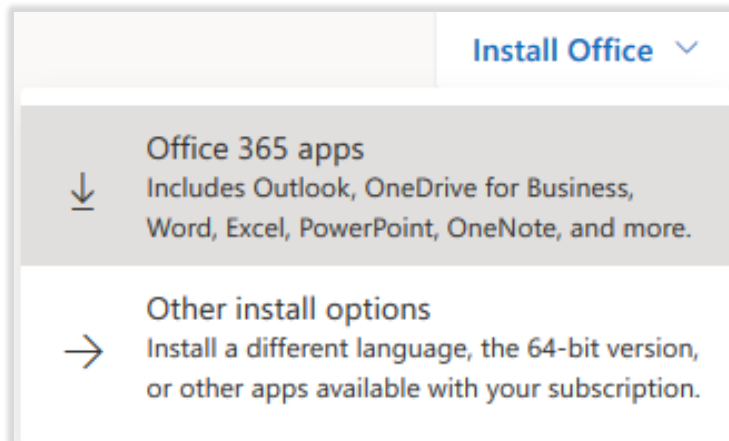 Install Office
Office 365 apps
Includes Outlook, OneDrive for Business,
Word, Excel, PowerPoint, OneNote, and more.
Other install options
Install a different language, the 64-bit version,
or other apps available with your subscription.